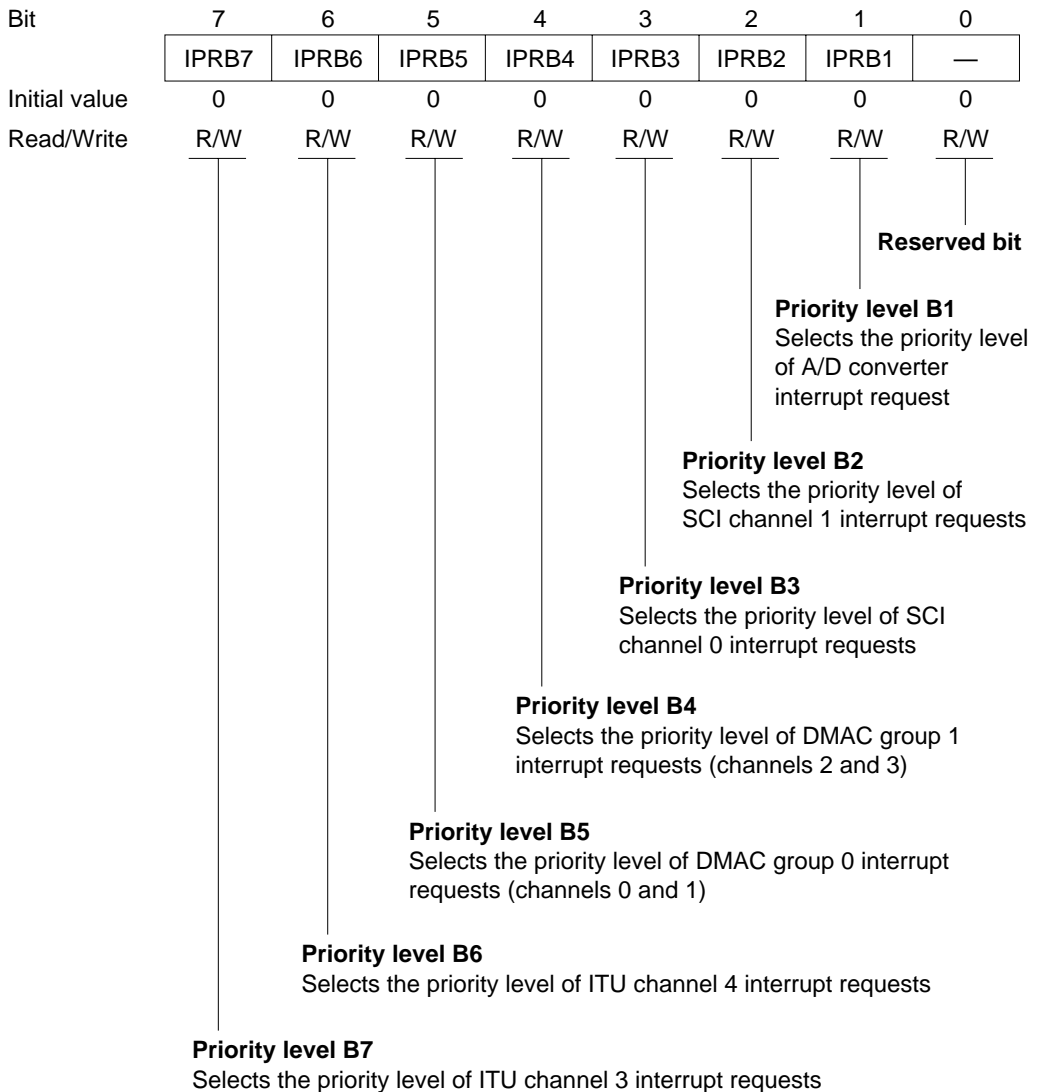 Bit 7 6 5 4 3 2 1 0
IPRB7 IPRB6 IPRB5 IPRB4 IPRB3 IPRB2 IPRB1 —
Initial value 0 0 0 0 0 0 0 0
Read/Write R/W R/W R/W R/W R/W R/W R/W R/W
Reserved bit
Priority level B1
Selects the priority level
of A/D converter
interrupt request
Priority level B2
Selects the priority level of
SCI channel 1 interrupt requests
Priority level B3
Selects the priority level of SCI
channel 0 interrupt requests
Priority level B4
Selects the priority level of DMAC group 1
interrupt requests (channels 2 and 3)
Priority level B5
Selects the priority level of DMAC group 0 interrupt
requests (channels 0 and 1)
Priority level B6
Selects the priority level of ITU channel 4 interrupt requests
Priority level B7
Selects the priority level of ITU channel 3 interrupt requests